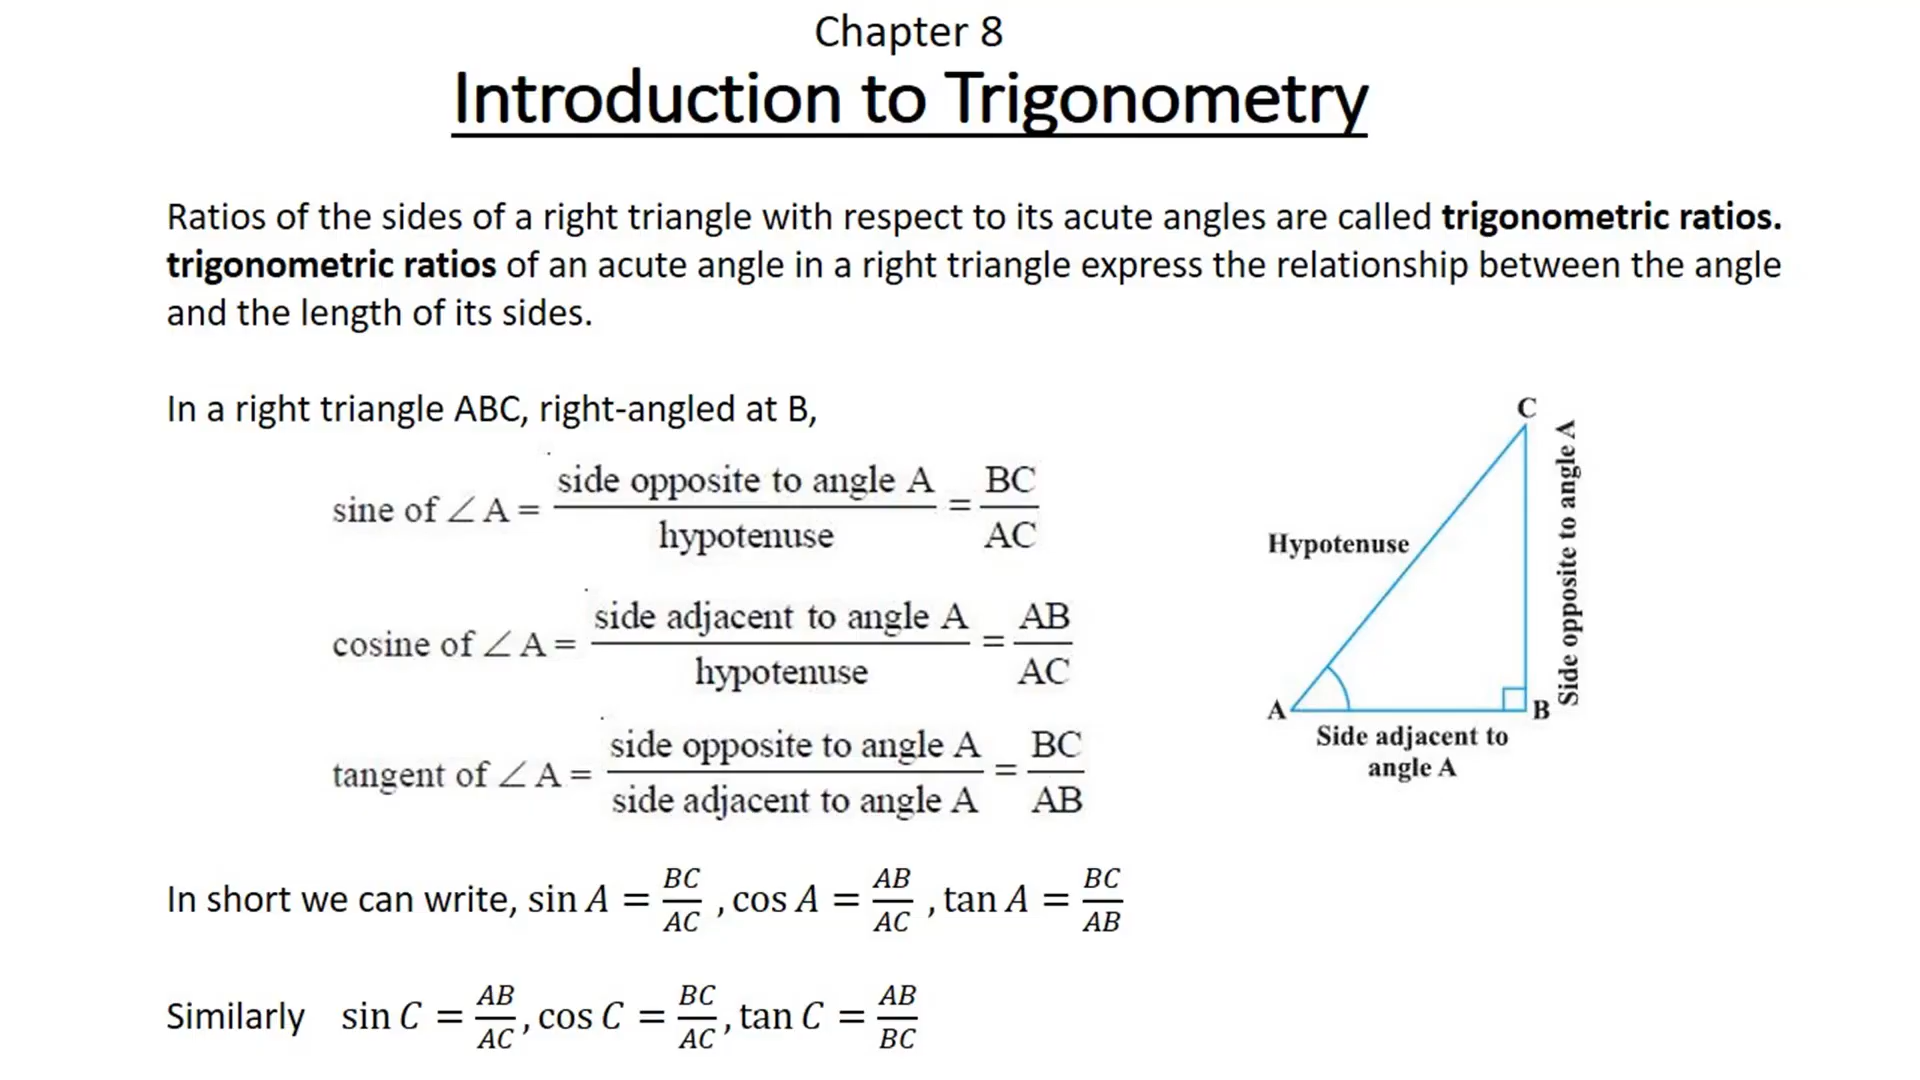 Chapter 8
Introduction to Trigonometry
Ratios of the sides of a right triangle with respect to its acute angles are called trigonometric ratios.
trigonometric ratios of an acute angle in a right triangle express the relationship between the angle
and the length of its sides.
In a right triangle ABC, right-angled at B,
sine of ∠A = side opposite to angle A / hypotenuse = BC / AC
cosine of ∠A = side adjacent to angle A / hypotenuse = AB / AC
tangent of ∠A = side opposite to angle A / side adjacent to angle A = BC / AB
C
Hypotenuse
Side opposite to angle A
A
B
Side adjacent to
angle A
In short we can write, sin A = BC/AC , cos A = AB/AC , tan A = BC/AB
Similarly sin C = AB/AC, cos C = BC/AC, tan C = AB/BC